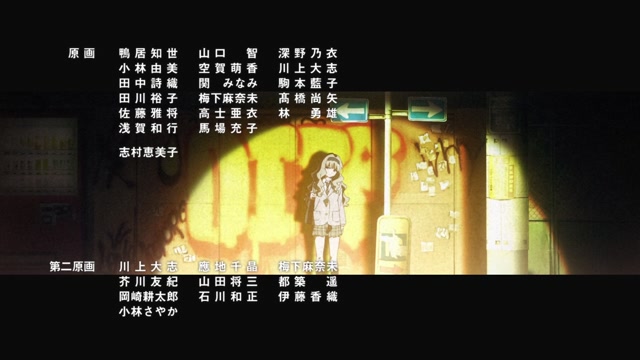 原画 鴨居知世 山口 智 深野乃衣
小林由美 空賀萌香 川上大志
田中詩織 関 みなみ 駒本藍子
田川裕子 梅下麻奈未 髙橋尚矢
佐藤雅将 高士亜衣 林 勇雄
浅賀和行 馬場充子
志村恵美子
第二原画 川上大志 應地千晶 梅下麻奈未
芥川友紀 山田将三 都築 遥
岡崎耕太郎 石川和正 伊藤香織
小林さやか